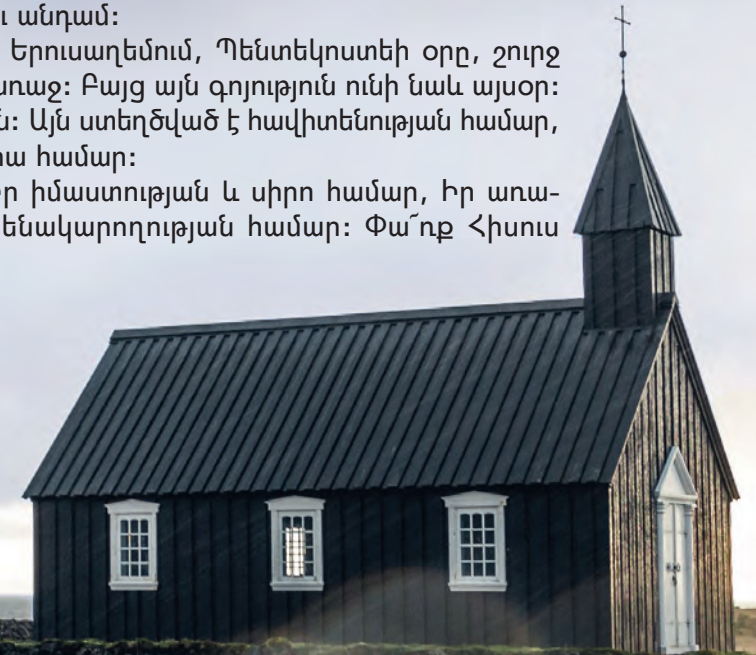 անդամ:
Երուսաղեմում, Պենտեկոստեի օրը, շուրջ
առաջ: Բայց այն գոյություն ունի նաև այսօր:
Այն ստեղծված է հավիտենության համար,
համար:
իմաստության և սիրո համար, Իր առա-
համար: Փա՜ռք Հիսուս